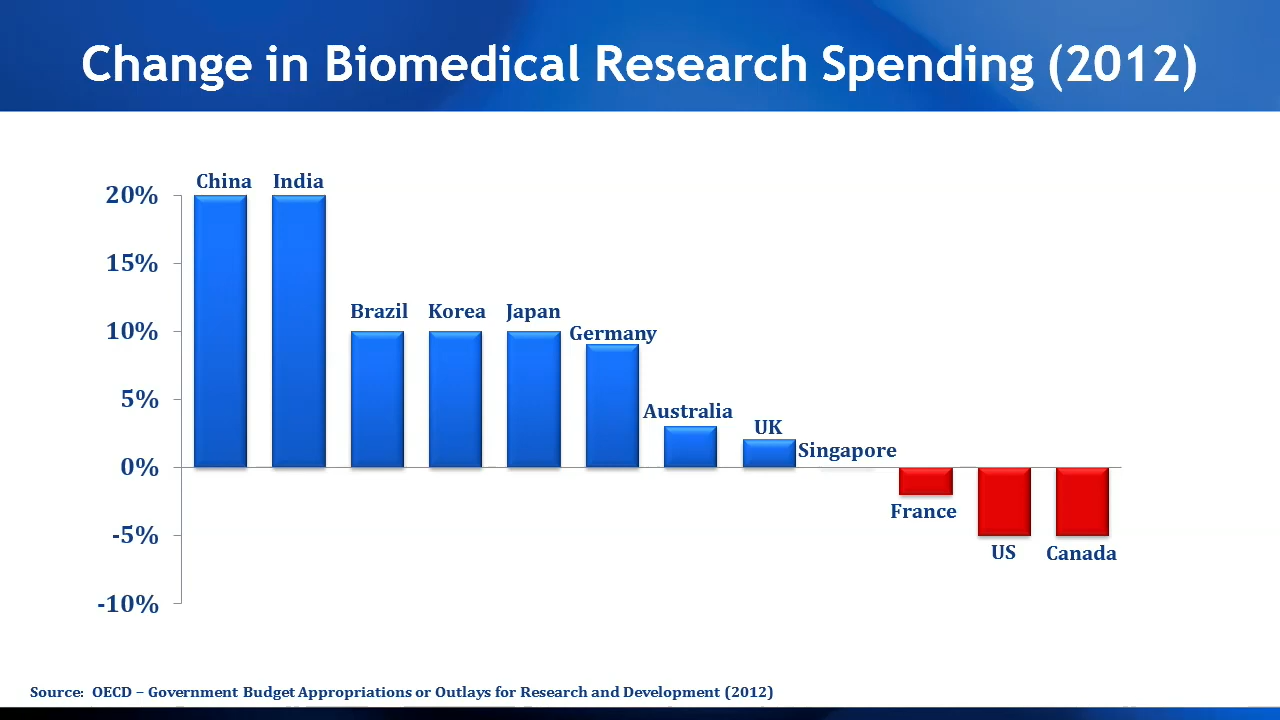 Change in Biomedical Research Spending (2012)
China India
20%
15%
Brazil Korea Japan
10%
Germany
5%
Australia
UK
Singapore
0%
France
-5%
US Canada
-10%
Source: OECD – Government Budget Appropriations or Outlays for Research and Development (2012)